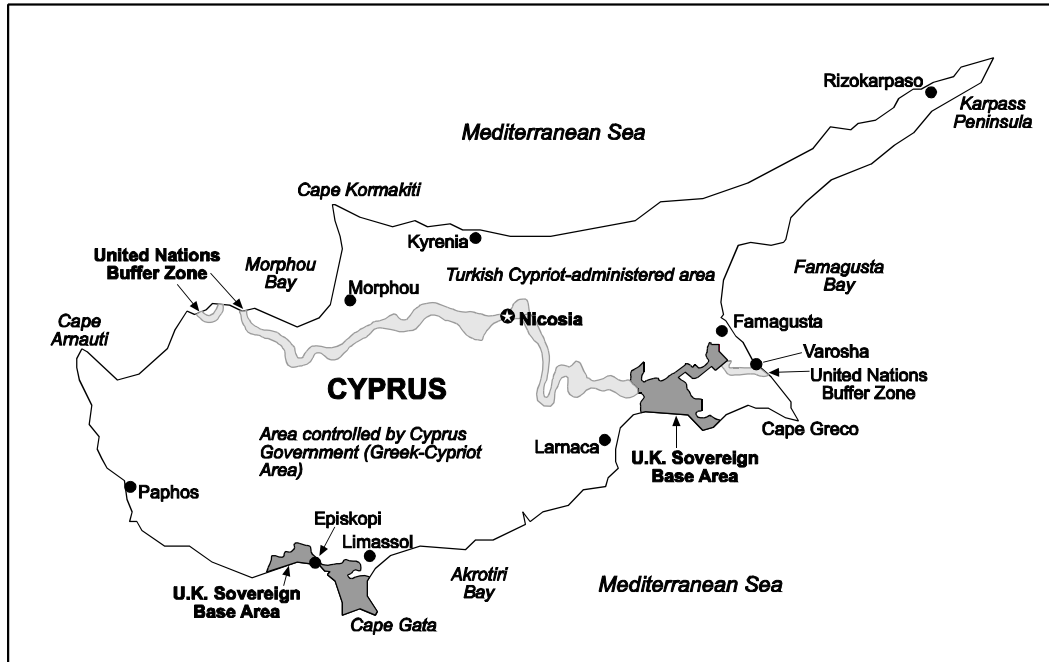 Rizokarpaso
Karpass
Peninsula
Mediterranean Sea
Cape Kormakiti
Kyrenia
United Nations
Buffer Zone
Morphou
Bay
Turkish Cypriot-administered area
Famagusta
Bay
Morphou
Cape
Arnauti
Nicosia
Famagusta
Varosha
United Nations
Buffer Zone
CYPRUS
Cape Greco
Area controlled by Cyprus
Government (Greek-Cypriot
Area)
Larnaca
U.K. Sovereign
Base Area
Paphos
Episkopi
Limassol
Akrotiri
Bay
Mediterranean Sea
U.K. Sovereign
Base Area
Cape Gata